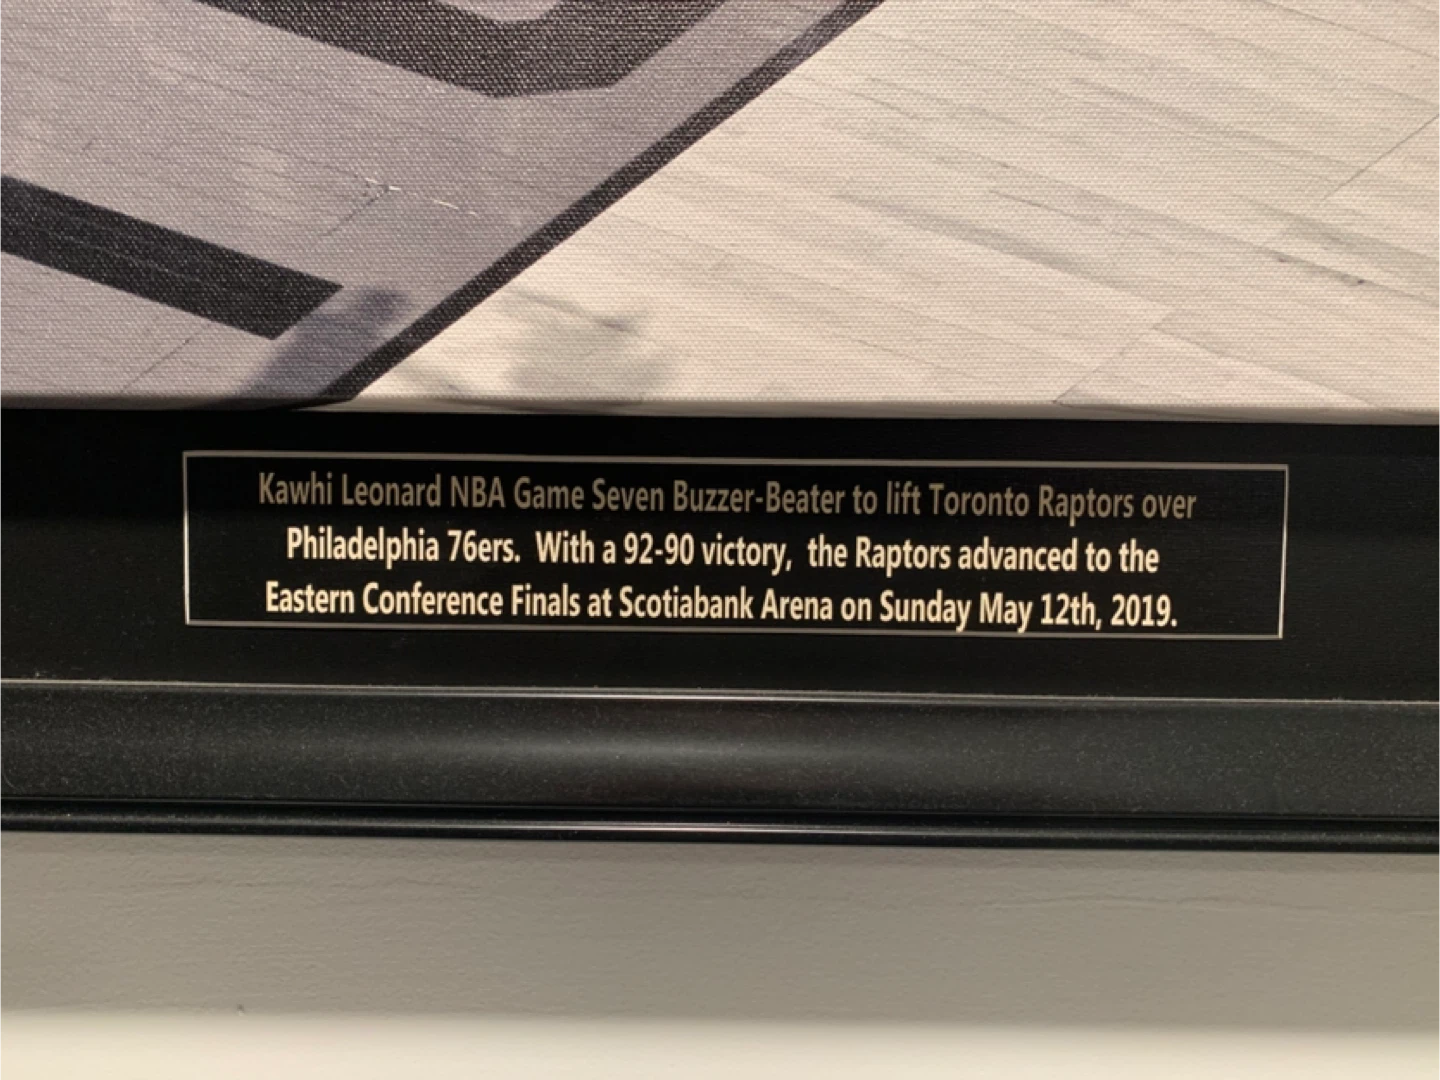 Kawhi Leonard NBA Game Seven Buzzer-Beater to lift Toronto Raptors over
Philadelphia 76ers.  With a 92-90 victory,  the Raptors advanced to the
Eastern Conference Finals at Scotiabank Arena on Sunday May 12th, 2019.